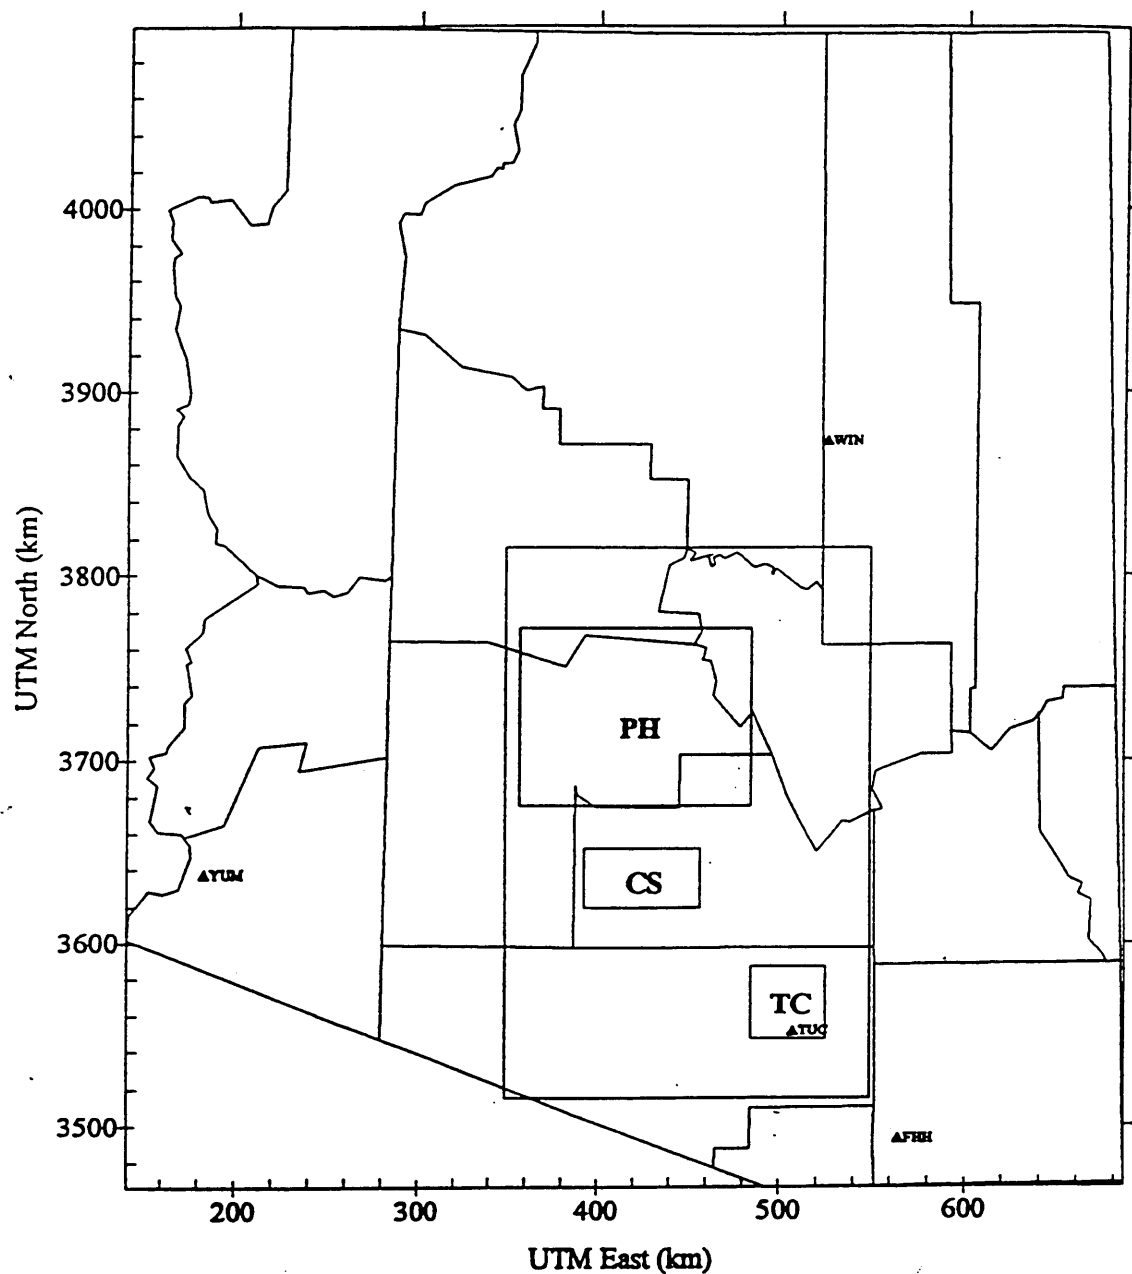 4000
3900
▲WIN
3800
PH
3700
CS
▲YUM
3600
TC
▲TUC
3500
▲FHH
200 300 400 500 600
UTM East (km)
UTM North (km)